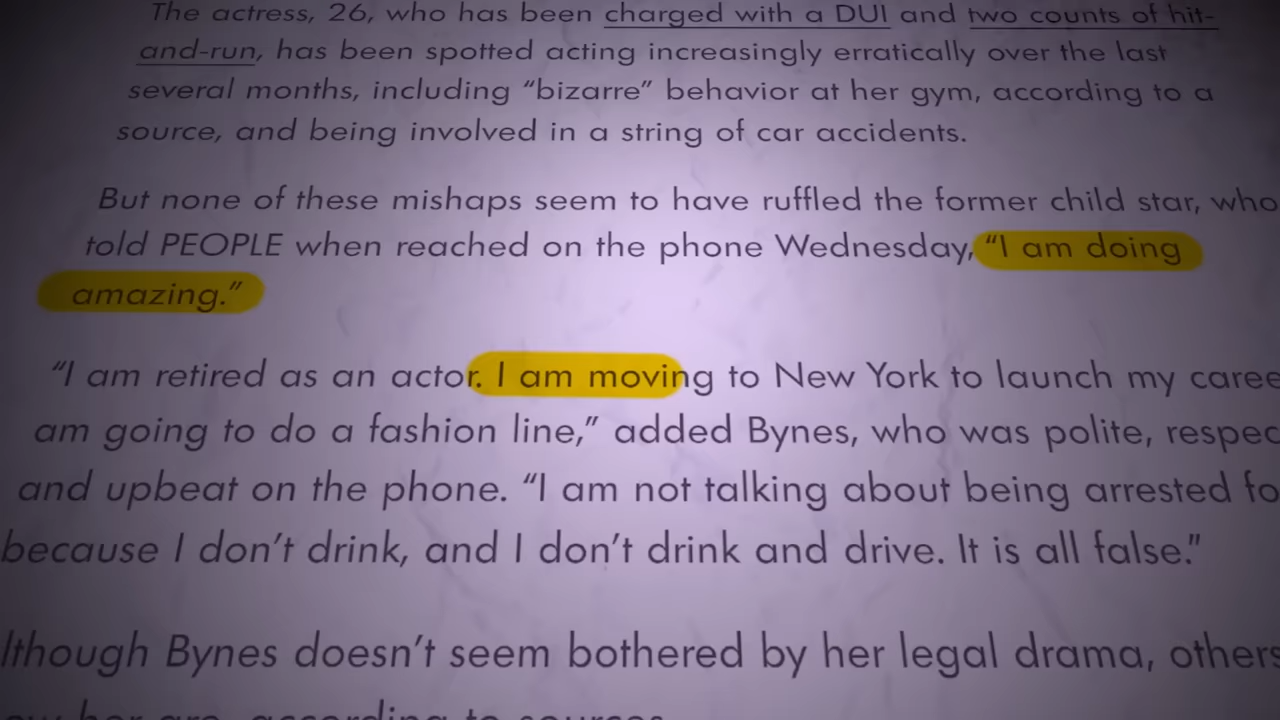 The actress, 26, who has been charged with a DUI and two counts of hit-
and-run, has been spotted acting increasingly erratically over the last
several months, including “bizarre” behavior at her gym, according to a
source, and being involved in a string of car accidents.
But none of these mishaps seem to have ruffled the former child star, who
told PEOPLE when reached on the phone Wednesday, “I am doing
amazing.”
“I am retired as an actor. I am moving to New York to launch my caree
am going to do a fashion line,” added Bynes, who was polite, respec
and upbeat on the phone. “I am not talking about being arrested fo
because I don’t drink, and I don’t drink and drive. It is all false.”
lthough Bynes doesn’t seem bothered by her legal drama, others
her are, according to sources